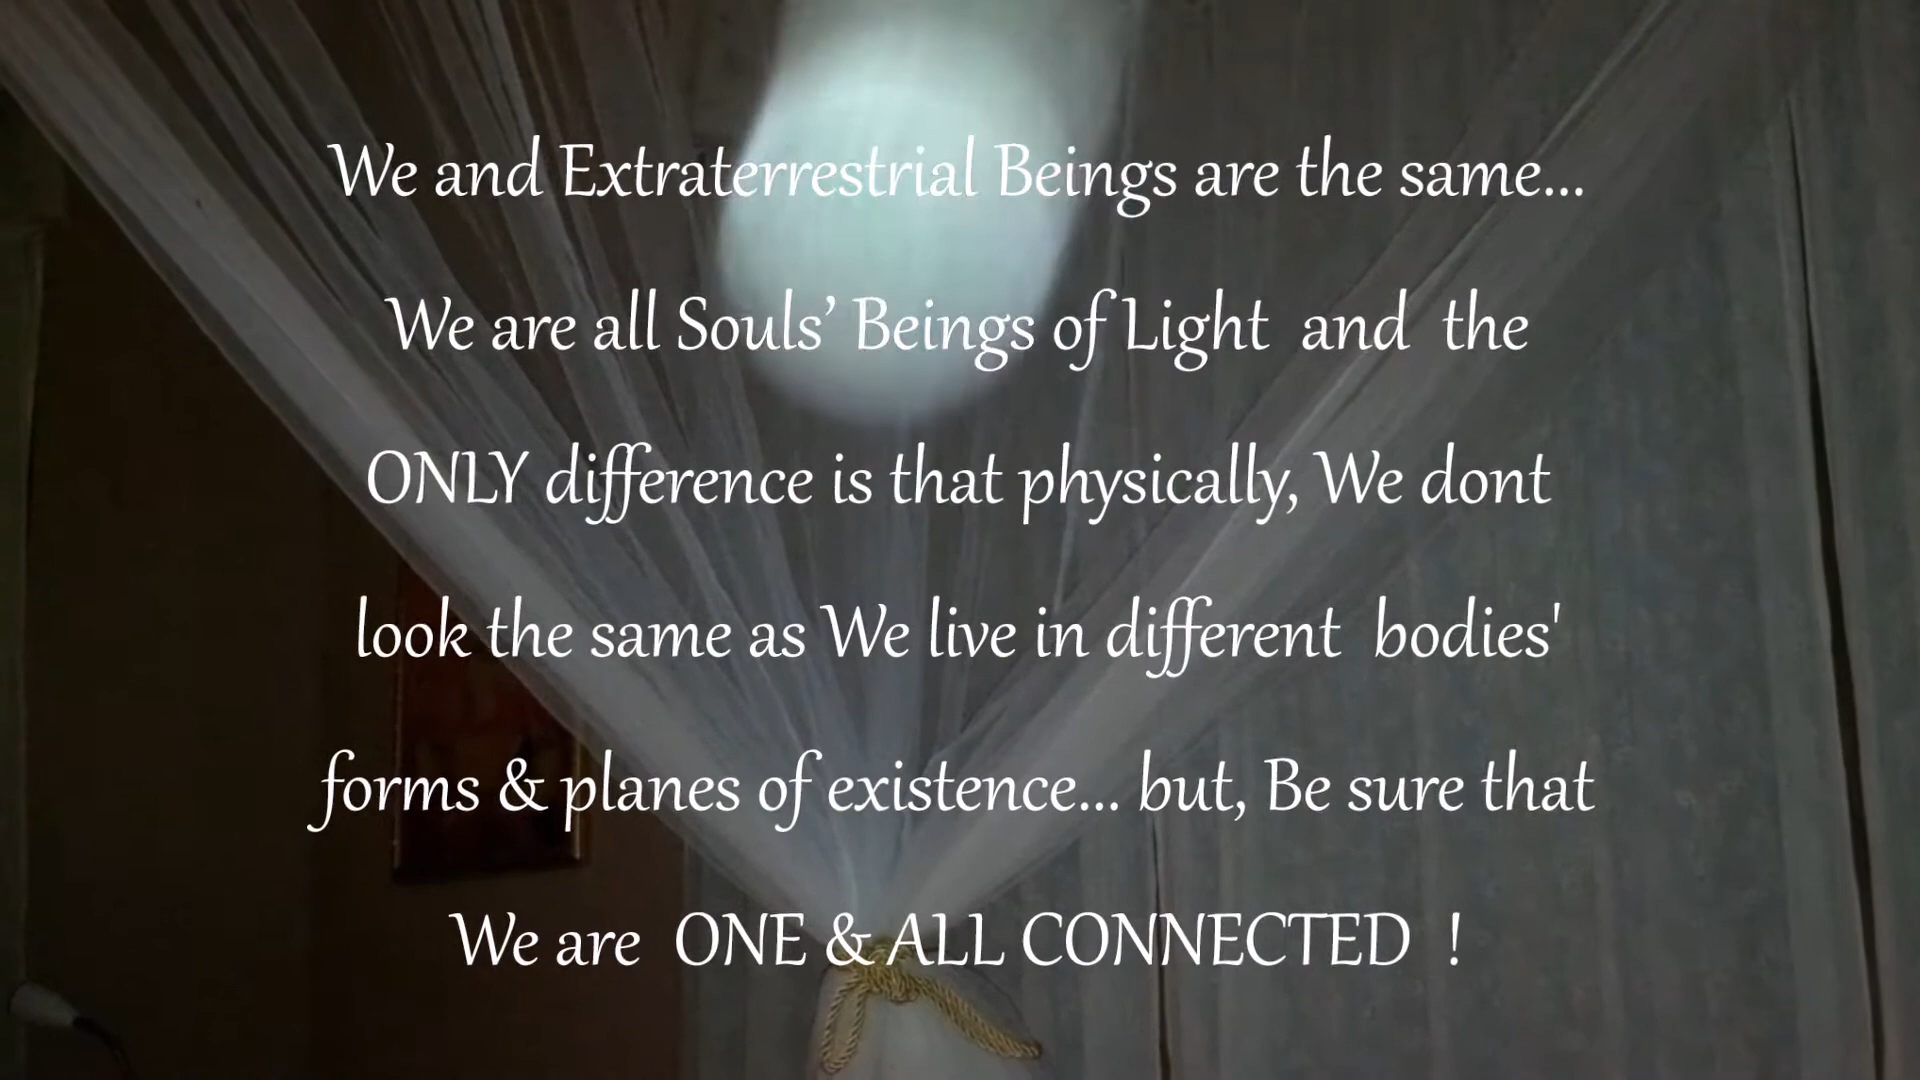 We and Extraterrestrial Beings are the same...
We are all Souls’ Beings of Light  and  the
ONLY difference is that physically, We dont
look the same as We live in different  bodies'
forms & planes of existence... but, Be sure that
We are  ONE & ALL CONNECTED  !